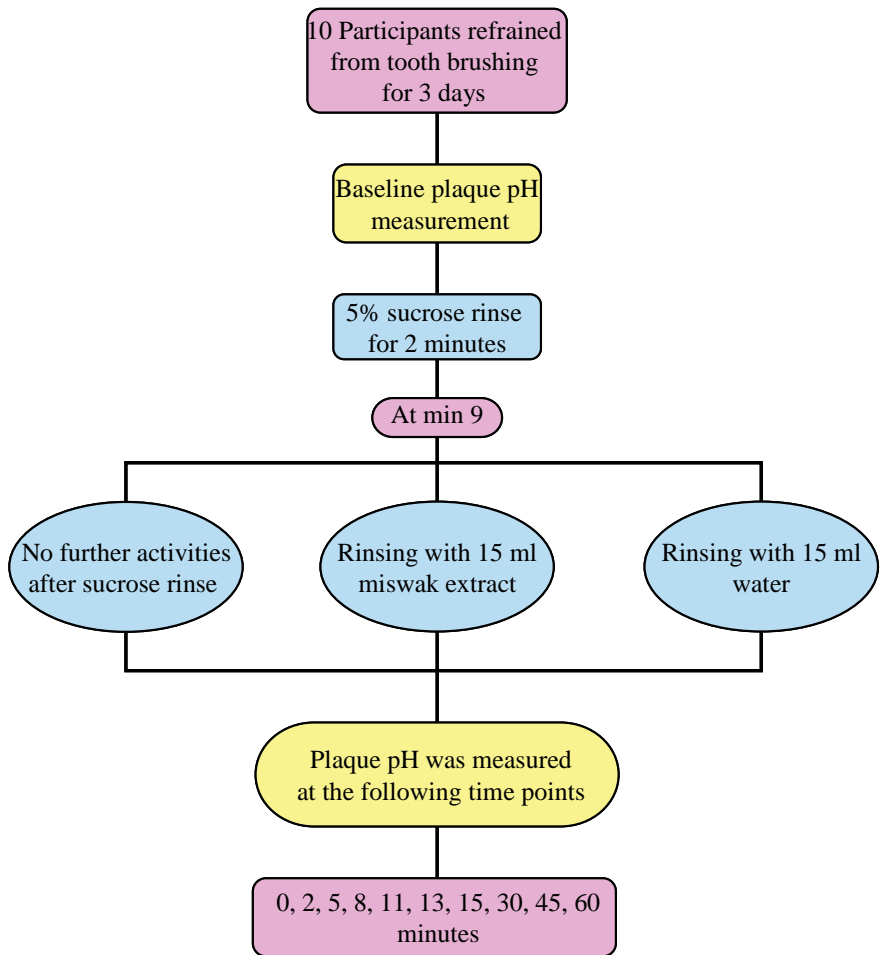 10 Participants refrained
from tooth brushing
for 3 days
Baseline plaque pH
measurement
5% sucrose rinse
for 2 minutes
At min 9
No further activities
after sucrose rinse
Rinsing with 15 ml
miswak extract
Rinsing with 15 ml
water
Plaque pH was measured
at the following time points
0, 2, 5, 8, 11, 13, 15, 30, 45, 60
minutes